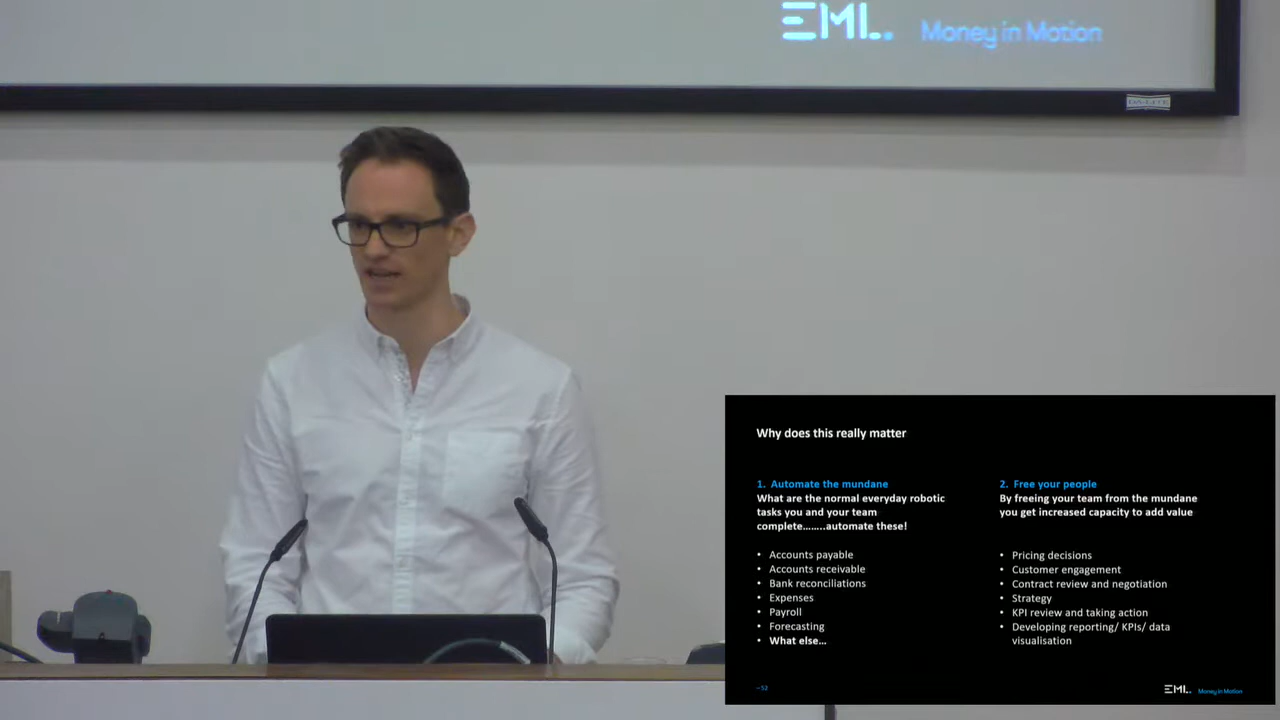 EML.
Money in Motion
DA-LITE
Why does this really matter
1. Automate the mundane
What are the normal everyday robotic
tasks you and your team
complete........automate these!
• Accounts payable
• Accounts receivable
• Bank reconciliations
• Expenses
• Payroll
• Forecasting
• What else...
2. Free your people
By freeing your team from the mundane
you get increased capacity to add value
• Pricing decisions
• Customer engagement
• Contract review and negotiation
• Strategy
• KPI review and taking action
• Developing reporting/ KPIs/ data
visualisation
– 52
EML.
Money in Motion